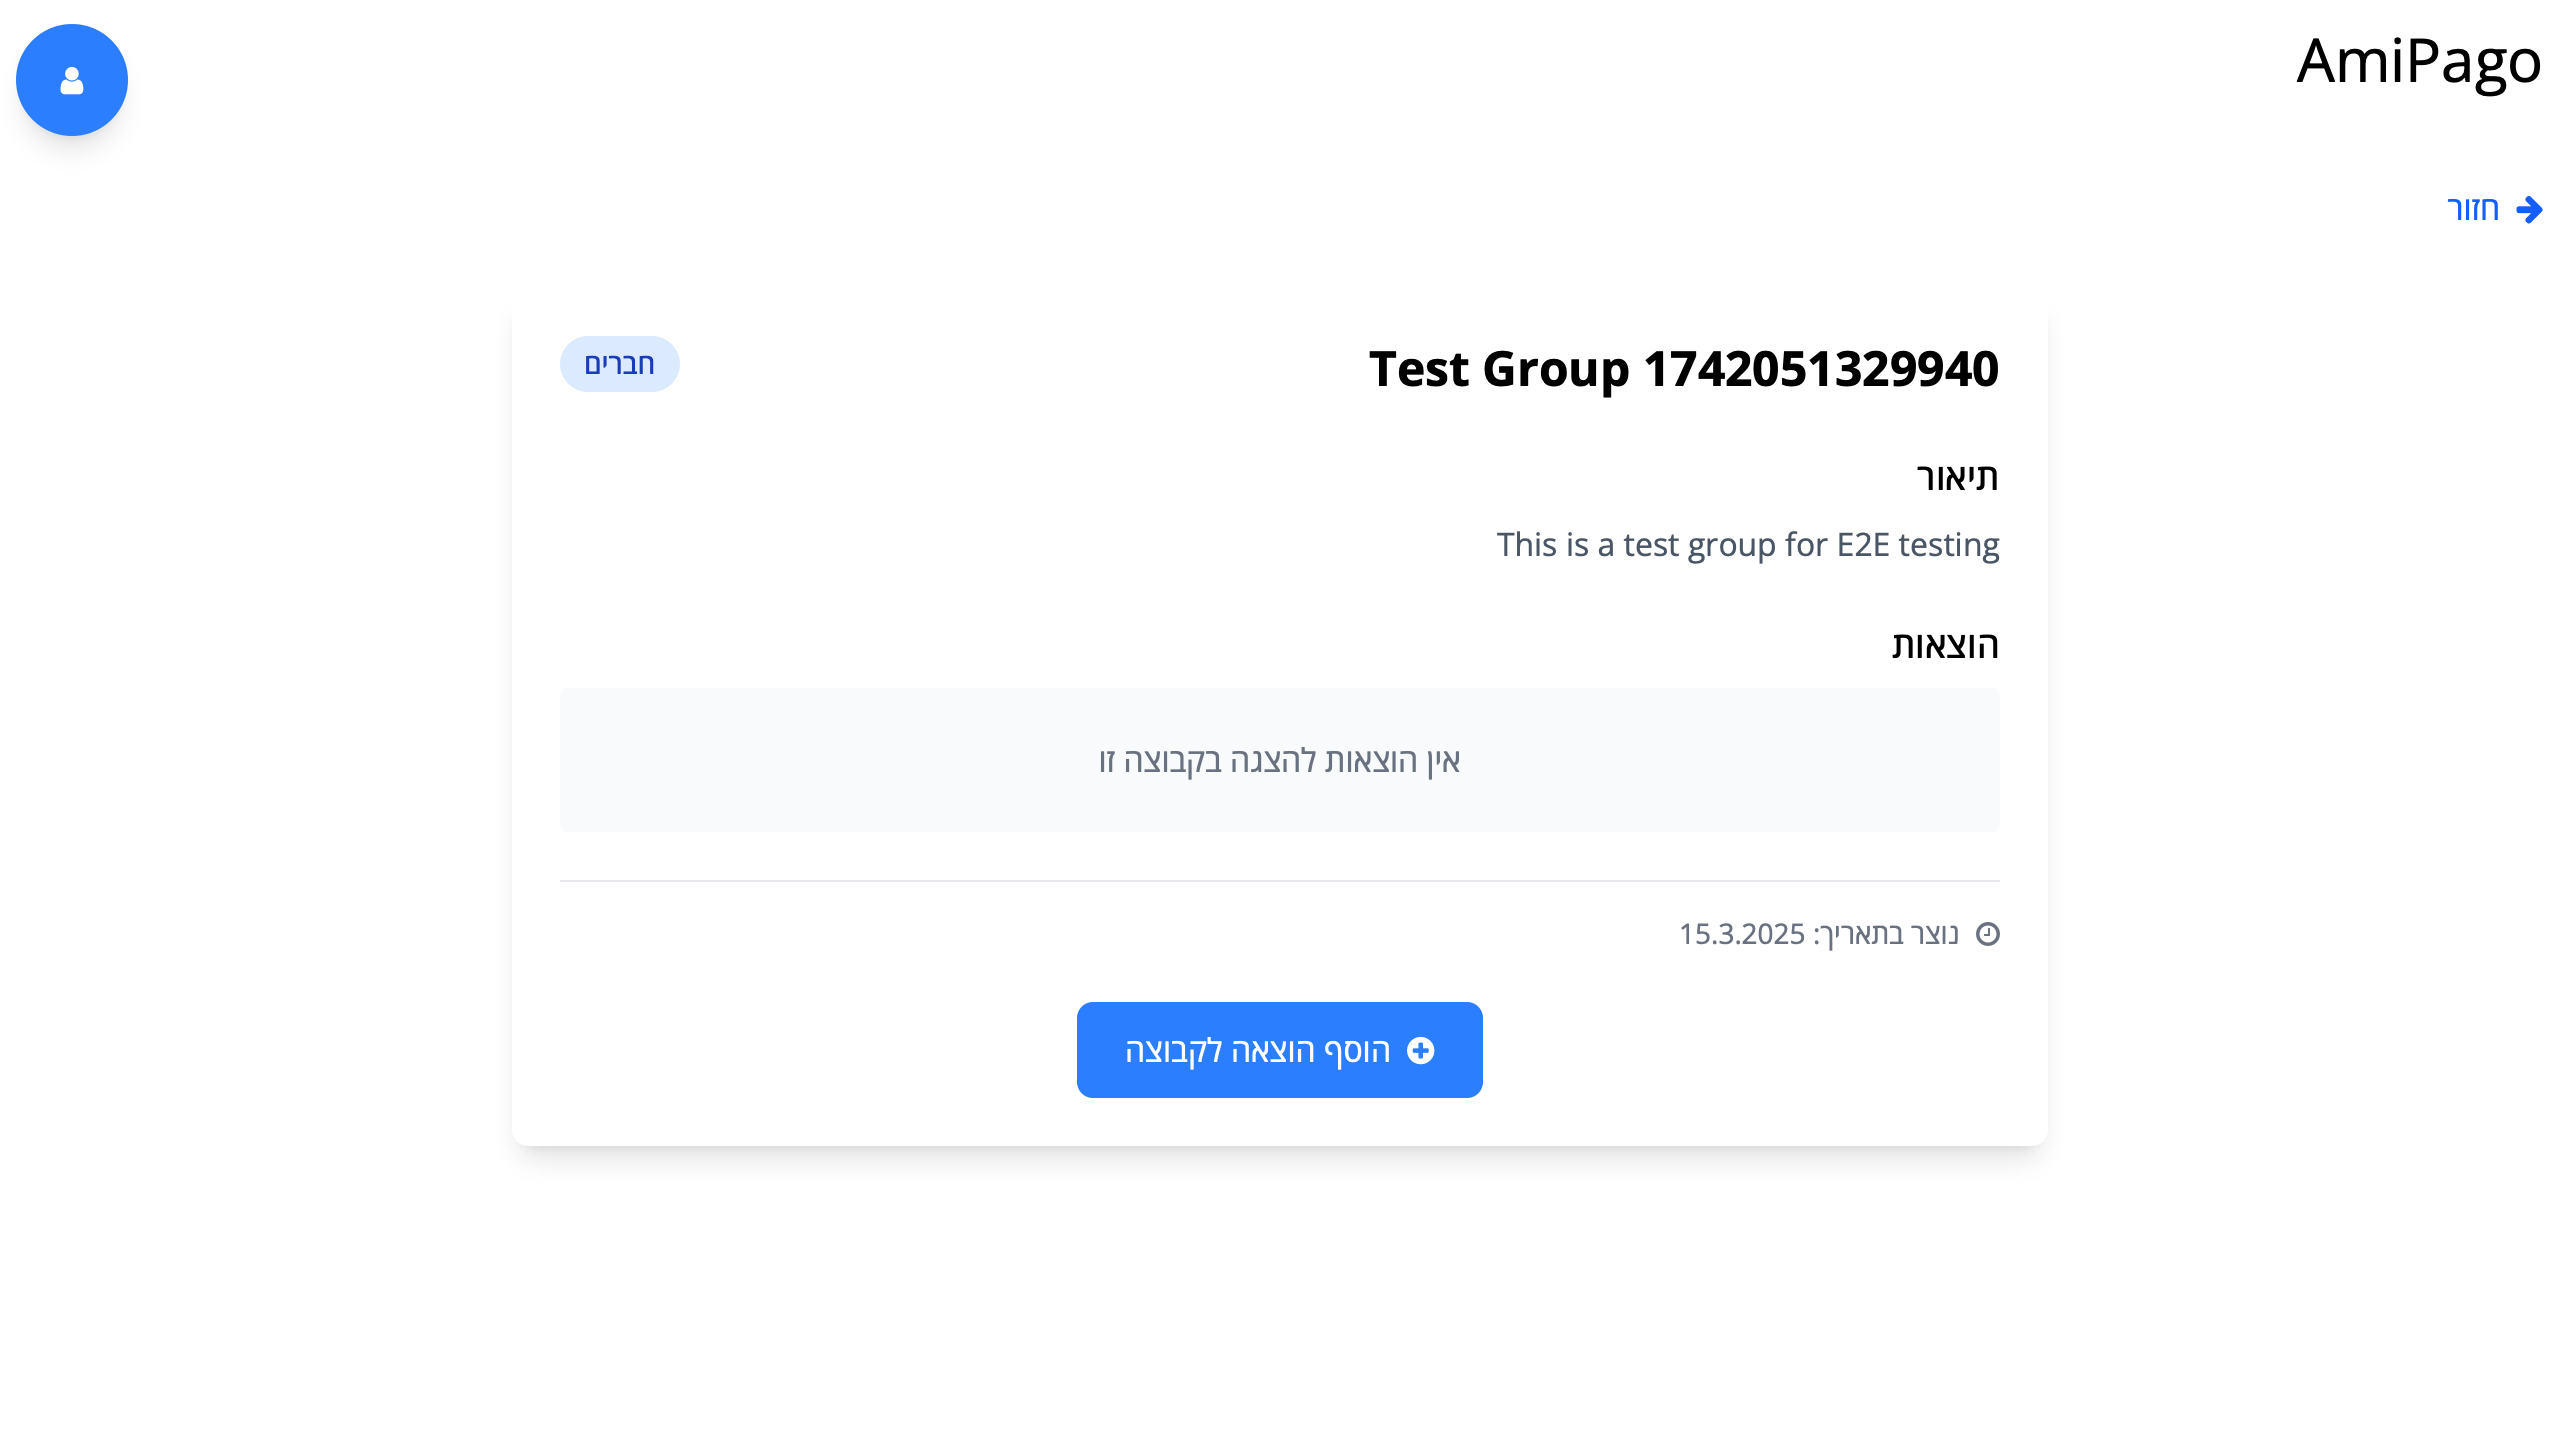 AmiPago
חזור
Test Group 1742051329940
חברים
תיאור
This is a test group for E2E testing
הוצאות
אין הוצאות להצגה בקבוצה זו
נוצר בתאריך: 15.3.2025
הוסף הוצאה לקבוצה